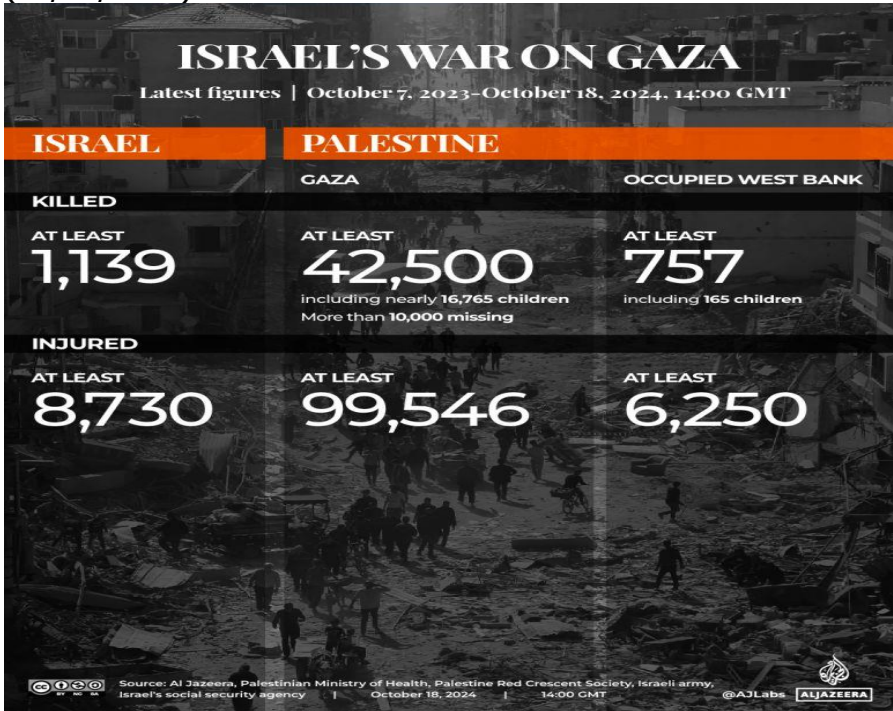 ISRAEL'S WAR ON GAZA
Latest figures | October 7, 2023-October 18, 2024, 14:00 GMT
ISRAEL
PALESTINE
GAZA
OCCUPIED WEST BANK
KILLED
AT LEAST
1,139
AT LEAST
42,500
including nearly 16,765 children
More than 10,000 missing
AT LEAST
757
including 165 children
INJURED
AT LEAST
8,730
AT LEAST
99,546
AT LEAST
6,250
cc BY NC SA
Source: Al Jazeera, Palestinian Ministry of Health, Palestine Red Crescent Society, Israeli army,
Israel's social security agency | October 18, 2024 | 14:00 GMT
@AJLabs
ALJAZEERA